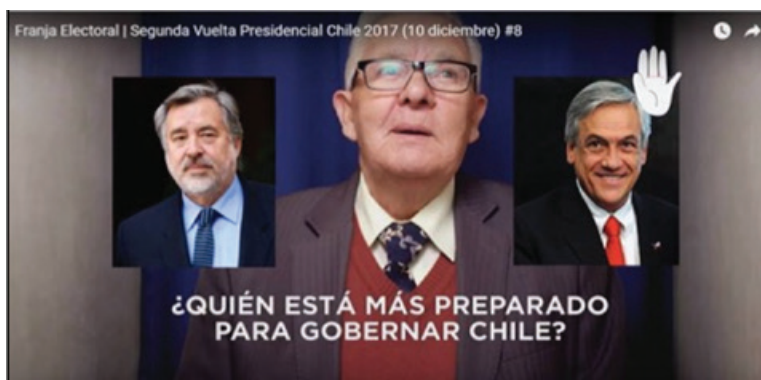 Franja Electoral | Segunda Vuelta Presidencial Chile 2017 (10 diciembre) #8
¿QUIÉN ESTÁ MÁS PREPARADO
PARA GOBERNAR CHILE?